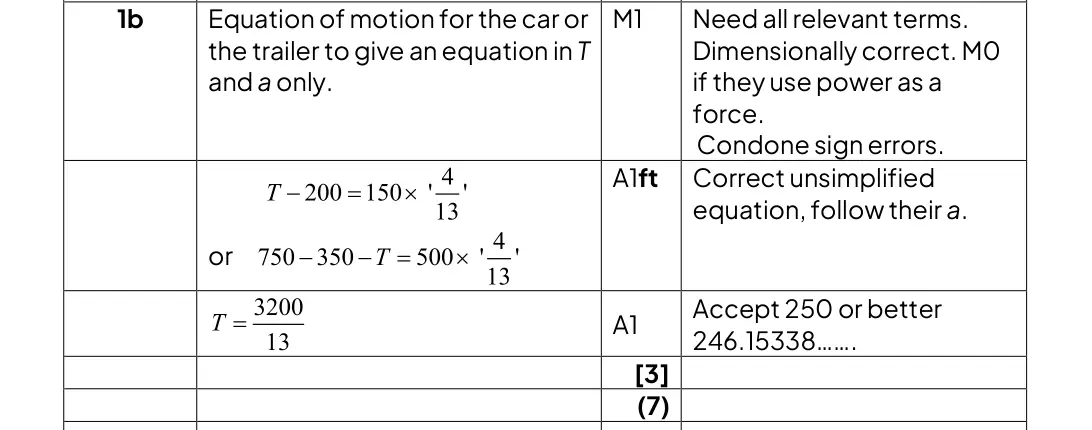 1b Equation of motion for the car or M1 Need all relevant terms.
the trailer to give an equation in T Dimensionally correct. M0
and a only. if they use power as a
force.
Condone sign errors.
T − 200 = 150 × '4/13' A1ft Correct unsimplified
equation, follow their a.
or 750 − 350 − T = 500 × '4/13'
T = 3200/13 A1 Accept 250 or better
246.15338.......
[3]
(7)